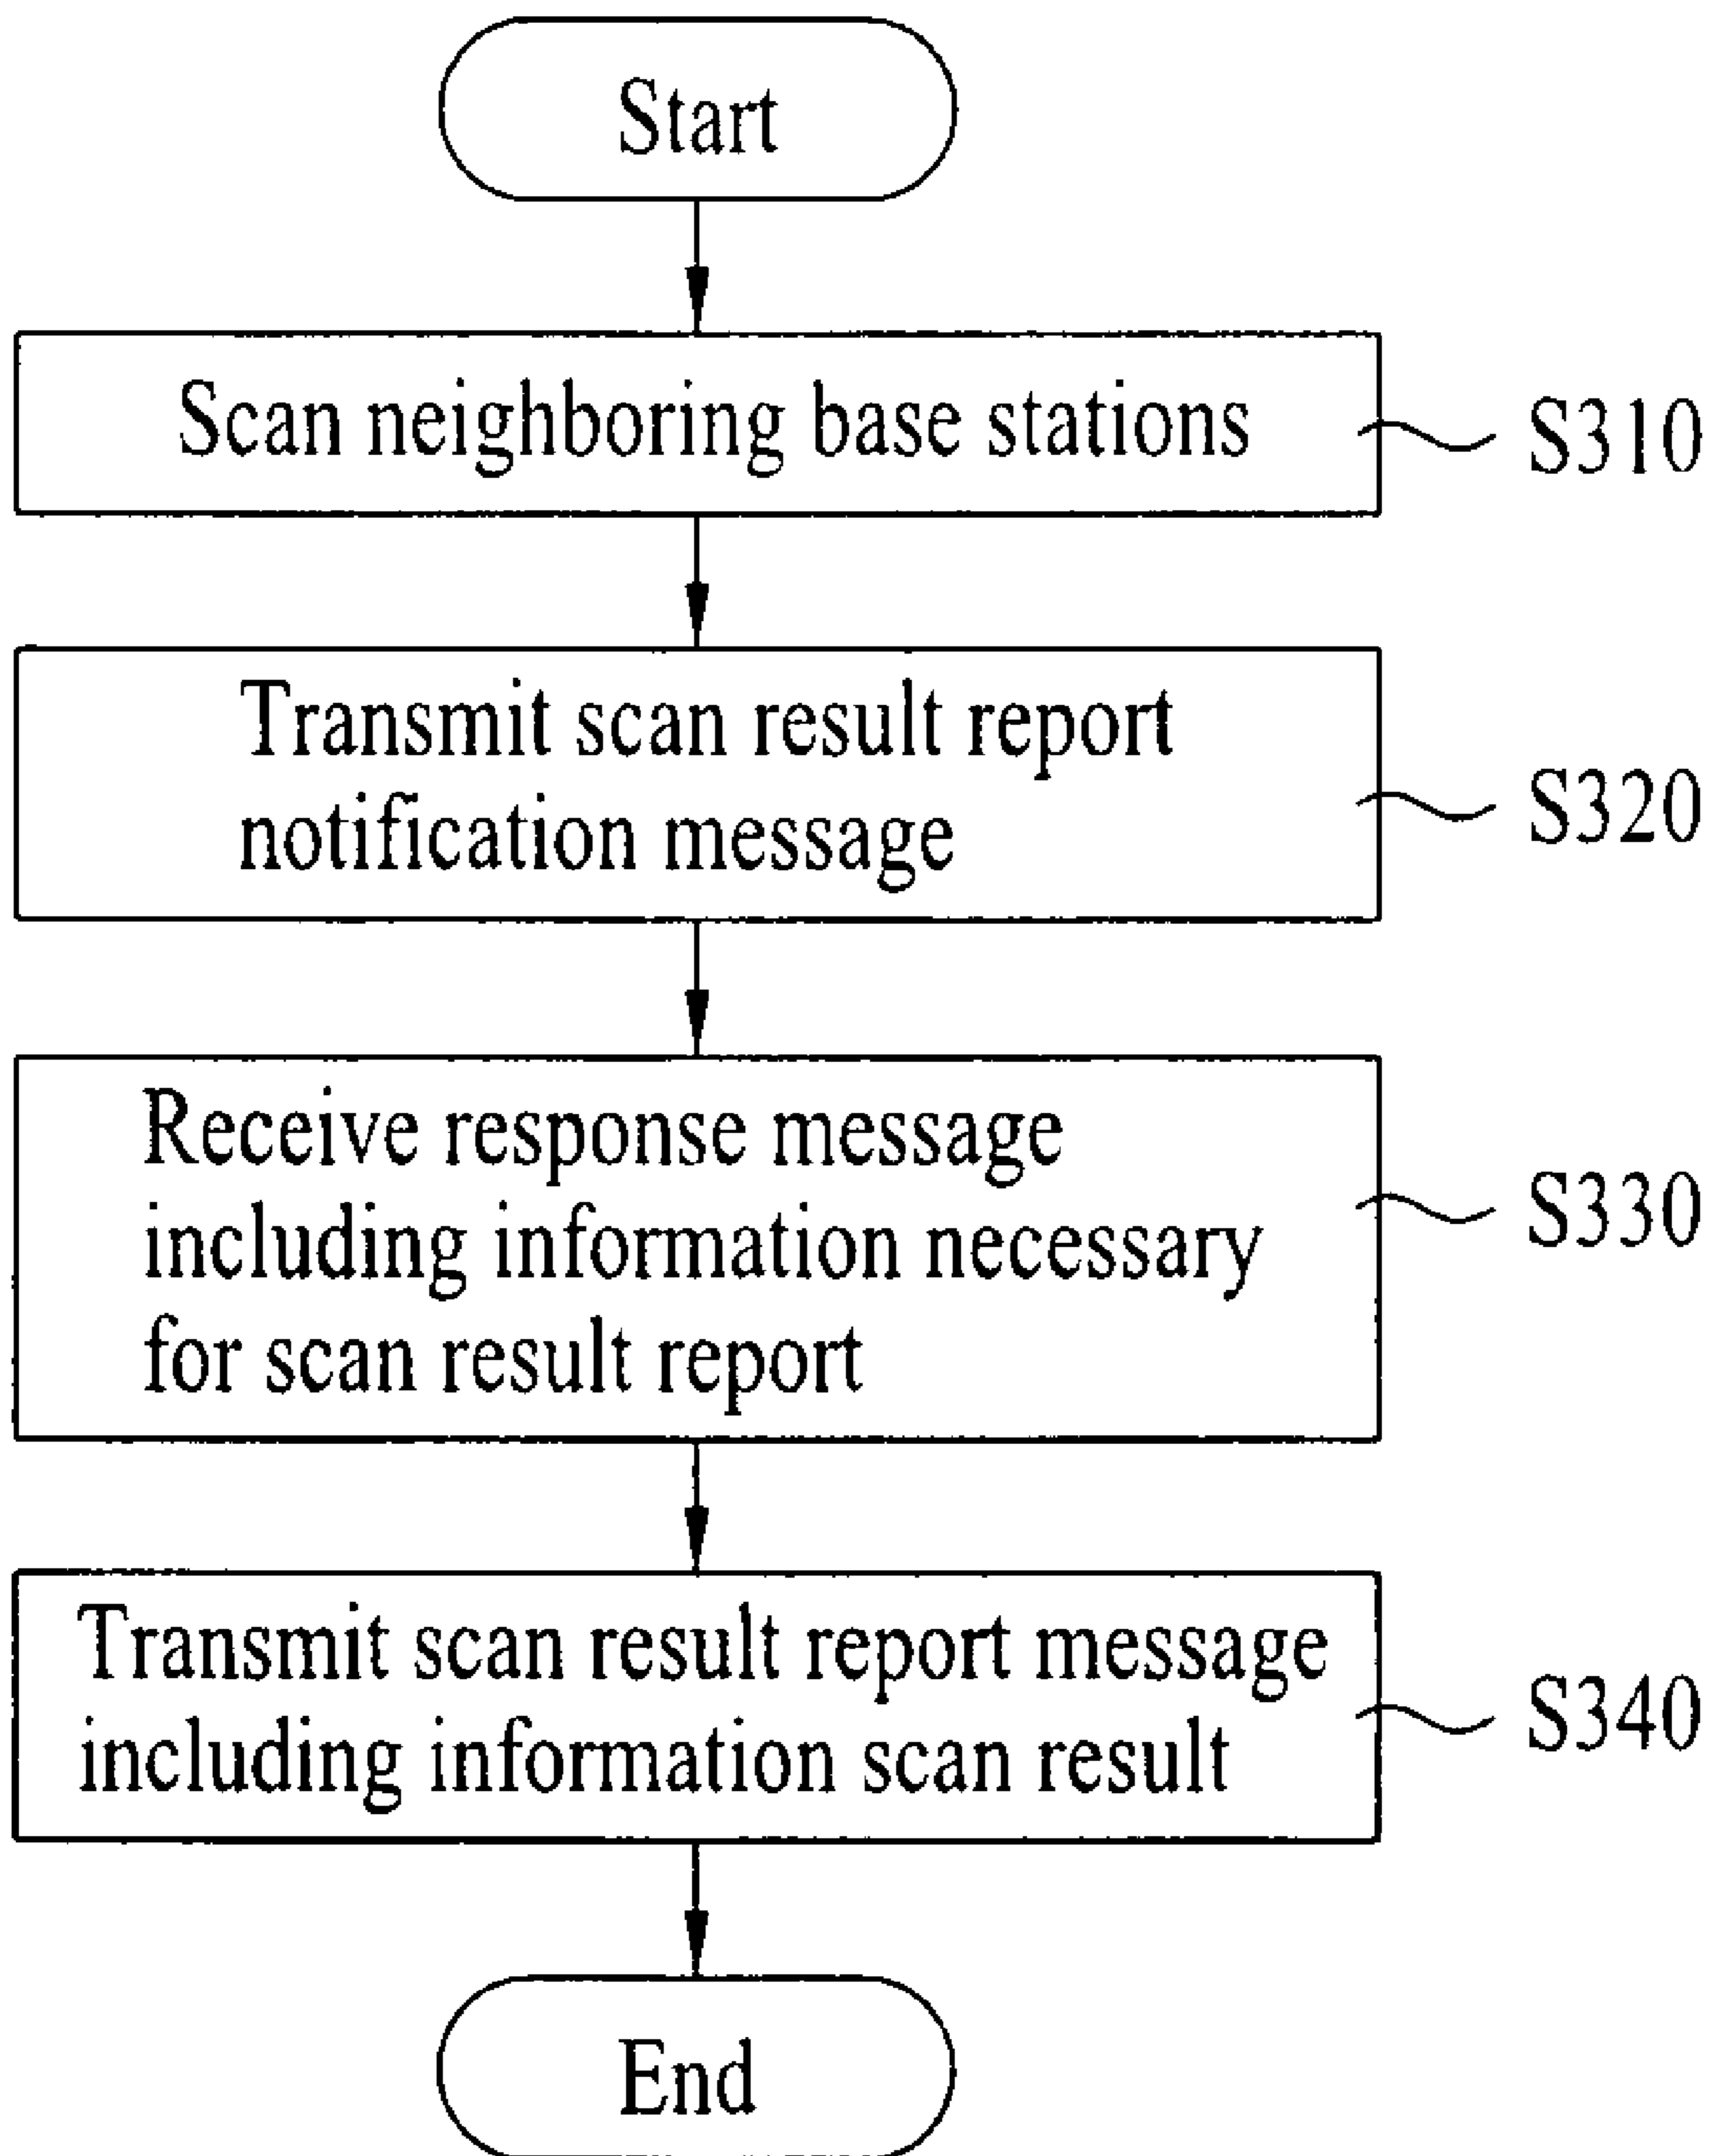 Start
Scan neighboring base stations
S310
Transmit scan result report
notification message
S320
Receive response message
including information necessary
for scan result report
S330
Transmit scan result report message
including information scan result
S340
End